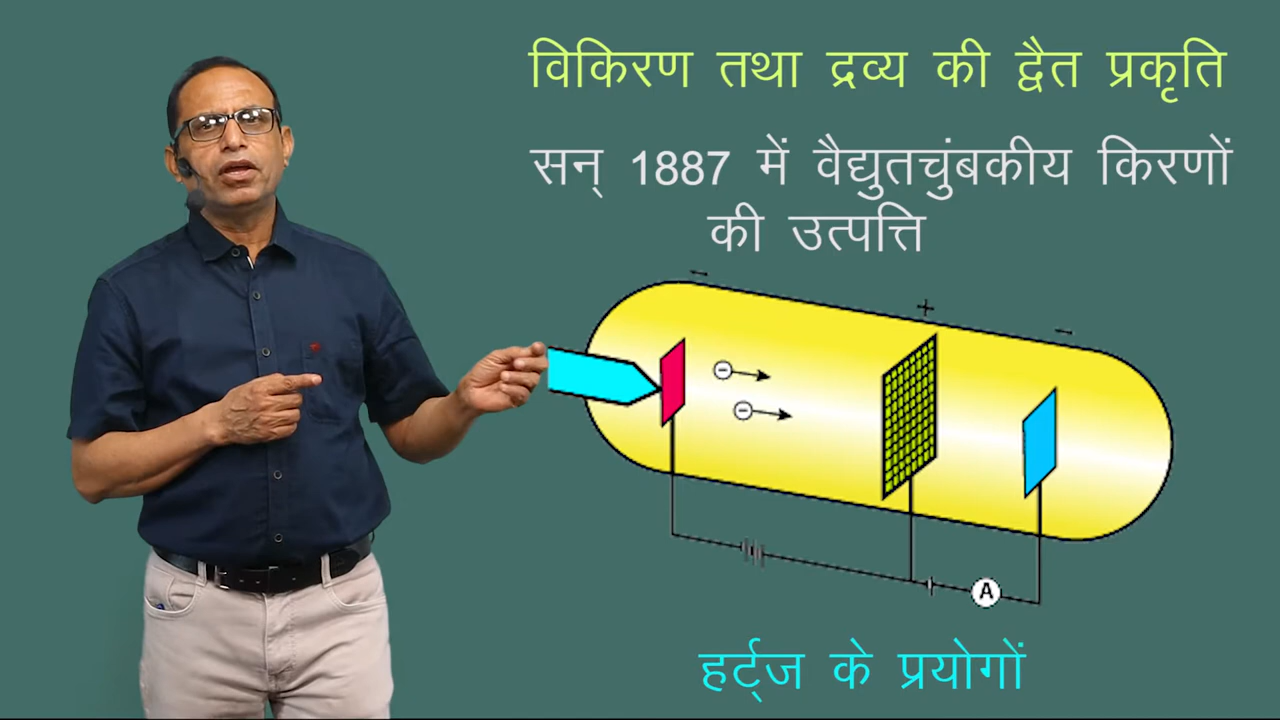 विकिरण तथा द्रव्य की द्वैत प्रकृति
सन् 1887 में वैद्युतचुंबकीय किरणों
की उत्पत्ति
A
हर्ट्ज के प्रयोगों